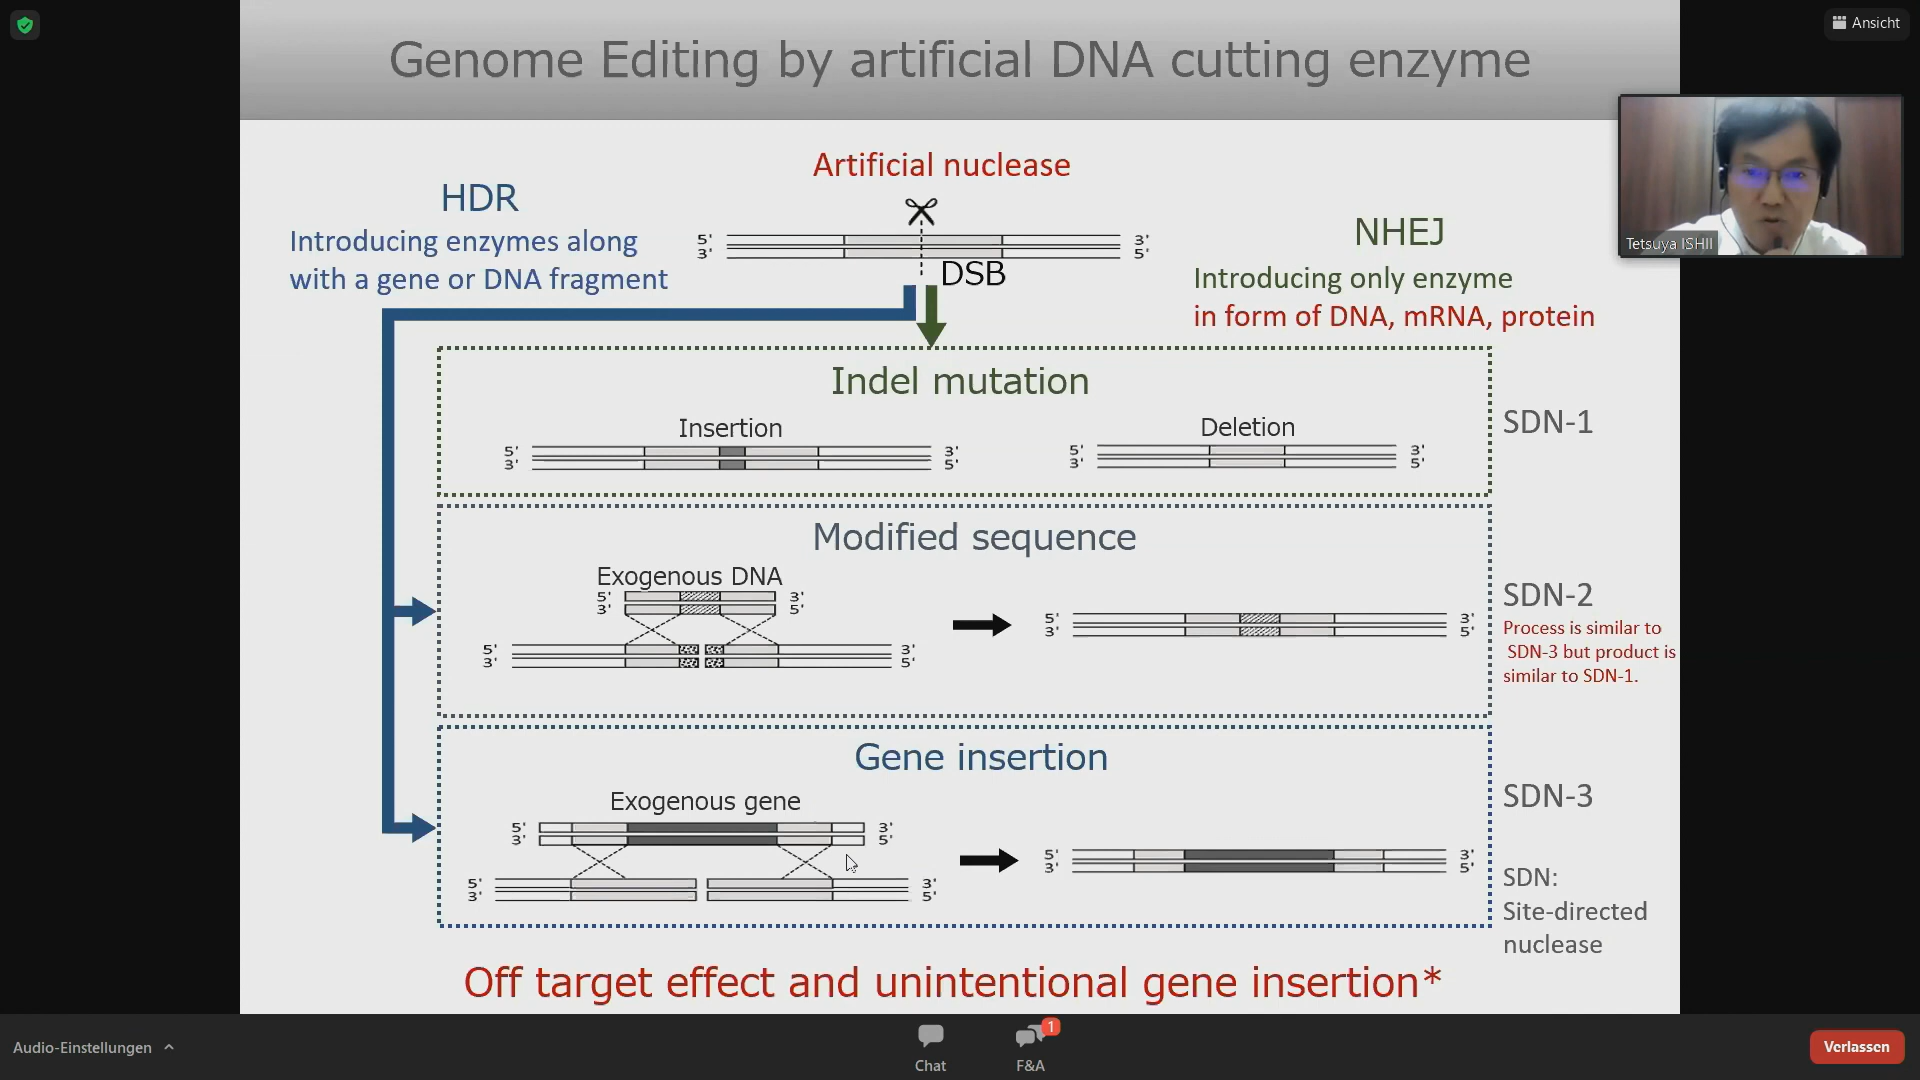 Genome Editing by artificial DNA cutting enzyme
Ansicht
Tetsuya ISHII
Artificial nuclease
HDR
Introducing enzymes along
with a gene or DNA fragment
5' 3'
3' 5'
DSB
NHEJ
Introducing only enzyme
in form of DNA, mRNA, protein
Indel mutation
Insertion
5' 3'
3' 5'
Deletion
5' 3'
3' 5'
SDN-1
Modified sequence
Exogenous DNA
5' 3'
3' 5'
5' 3'
3' 5'
5' 3'
3' 5'
SDN-2
Process is similar to
SDN-3 but product is
similar to SDN-1.
Gene insertion
Exogenous gene
5' 3'
3' 5'
5' 3'
3' 5'
5' 3'
3' 5'
SDN-3
SDN:
Site-directed
nuclease
Off target effect and unintentional gene insertion*
Audio-Einstellungen
Chat
1
F&A
Verlassen